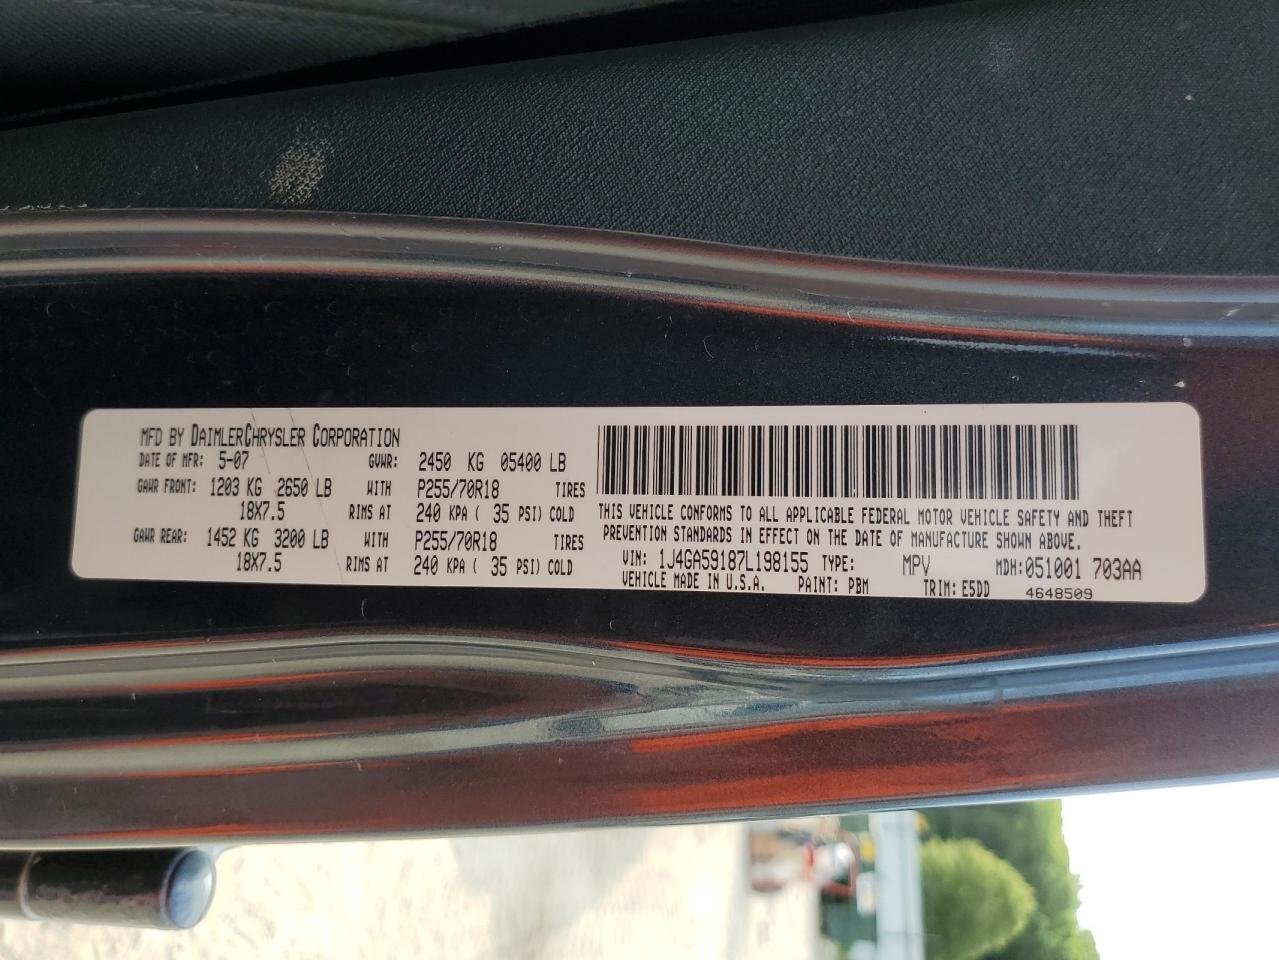 MFD BY DAIMLERCHRYSLER CORPORATION
DATE OF MFR: 5-07 GVWR: 2450 KG 05400 LB
GAWR FRONT: 1203 KG 2650 LB WITH P255/70R18 TIRES
18X7.5 RIMS AT 240 KPA ( 35 PSI) COLD
GAWR REAR: 1452 KG 3200 LB WITH P255/70R18 TIRES
18X7.5 RIMS AT 240 KPA ( 35 PSI) COLD
THIS VEHICLE CONFORMS TO ALL APPLICABLE FEDERAL MOTOR VEHICLE SAFETY AND THEFT
PREVENTION STANDARDS IN EFFECT ON THE DATE OF MANUFACTURE SHOWN ABOVE.
VIN: 1J4GA59187L198155 TYPE: MPV MDH: 051001 703AA
VEHICLE MADE IN U.S.A. PAINT: PBM TRIM: E5DD 4648509